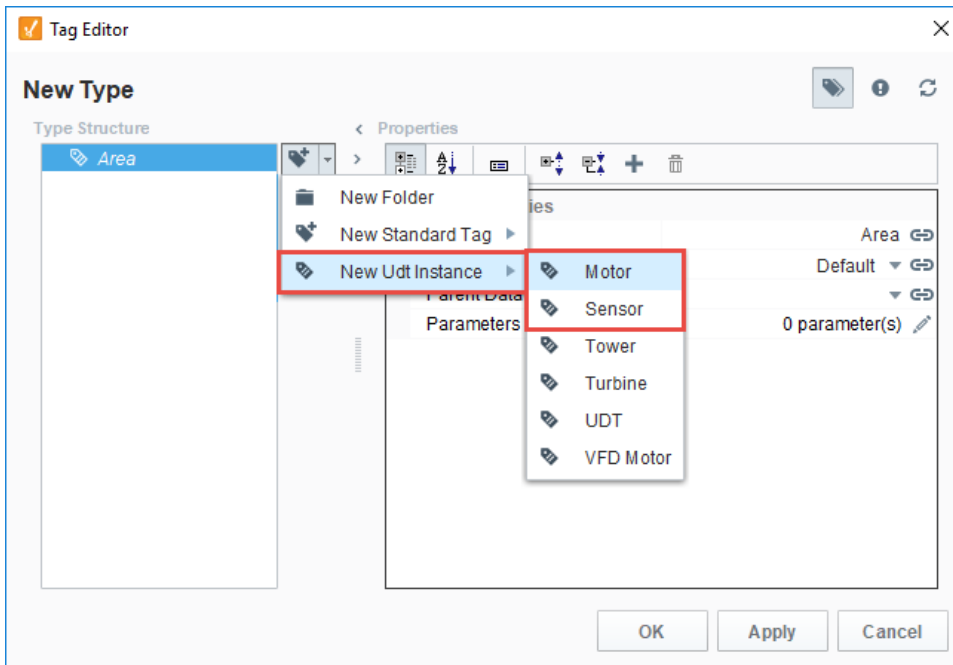 Tag Editor
New Type
Type Structure
Properties
Area
New Folder
New Standard Tag
New Udt Instance
Motor
Sensor
Tower
Turbine
UDT
VFD Motor
ies
Area
Default
Parent Data
Parameters
0 parameter(s)
OK
Apply
Cancel